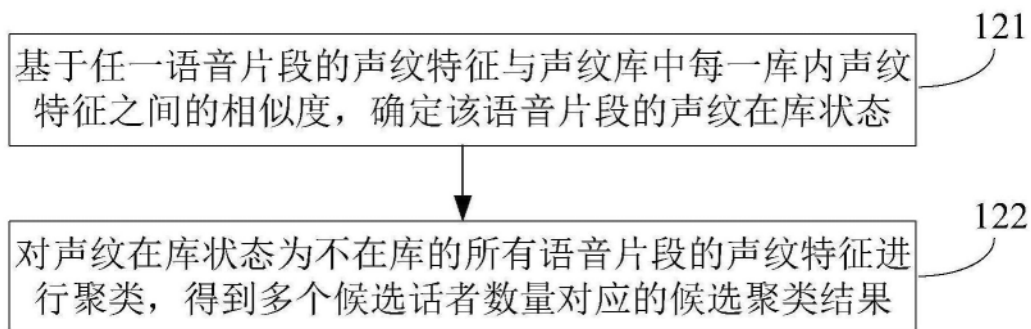 121
基于任一语音片段的声纹特征与声纹库中每一库内声纹
特征之间的相似度，确定该语音片段的声纹在库状态
122
对声纹在库状态为不在库的所有语音片段的声纹特征进
行聚类，得到多个候选话者数量对应的候选聚类结果